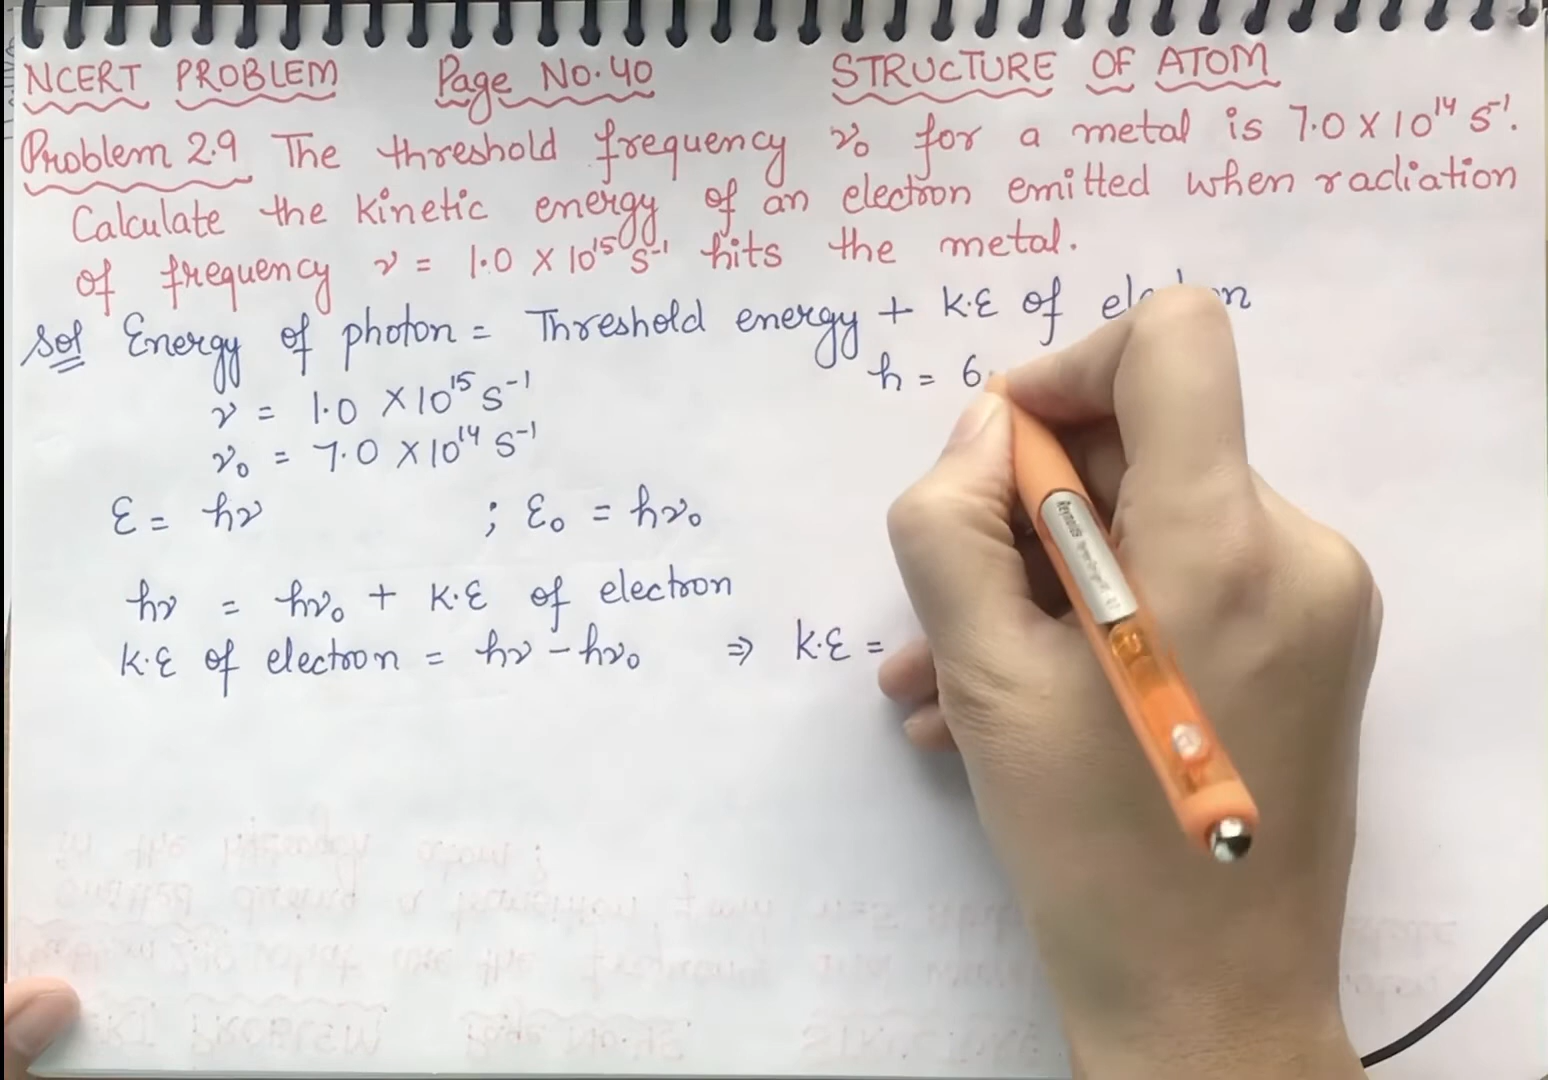 NCERT PROBLEM Page No.40 STRUCTURE OF ATOM
Problem 2.9 The threshold frequency ν₀ for a metal is 7.0 × 10¹⁴ s⁻¹.
Calculate the kinetic energy of an electron emitted when radiation
of frequency ν = 1.0 × 10¹⁵ s⁻¹ hits the metal.
Sol Energy of photon = Threshold energy + K.E of
h = 6.
ν = 1.0 × 10¹⁵ s⁻¹
ν₀ = 7.0 × 10¹⁴ s⁻¹
E = hν ; E₀ = hν₀
hν = hν₀ + K.E of electron
K.E of electron = hν - hν₀ ⇒ K.E =
Reynolds